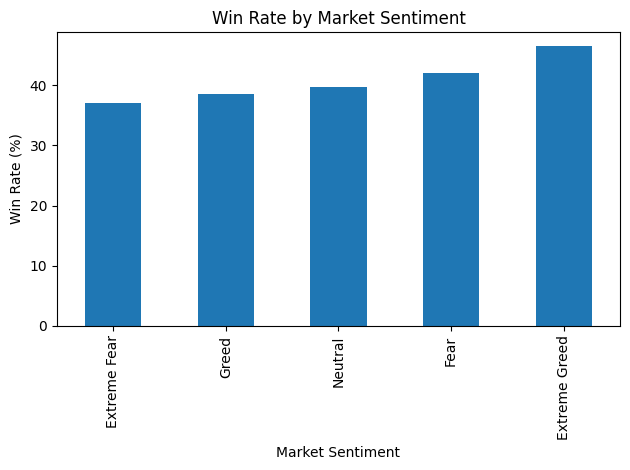 Win Rate by Market Sentiment
Win Rate (%)
40
30
20
10
0
Extreme Fear
Greed
Neutral
Fear
Extreme Greed
Market Sentiment